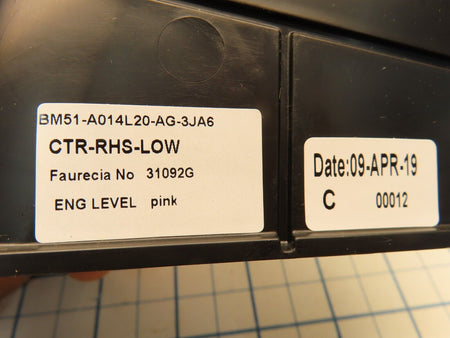 BM51-A014L20-AG-3JA6
CTR-RHS-LOW
Faurecia No 31092G
ENG LEVEL pink
Date:09-APR-19
C 00012